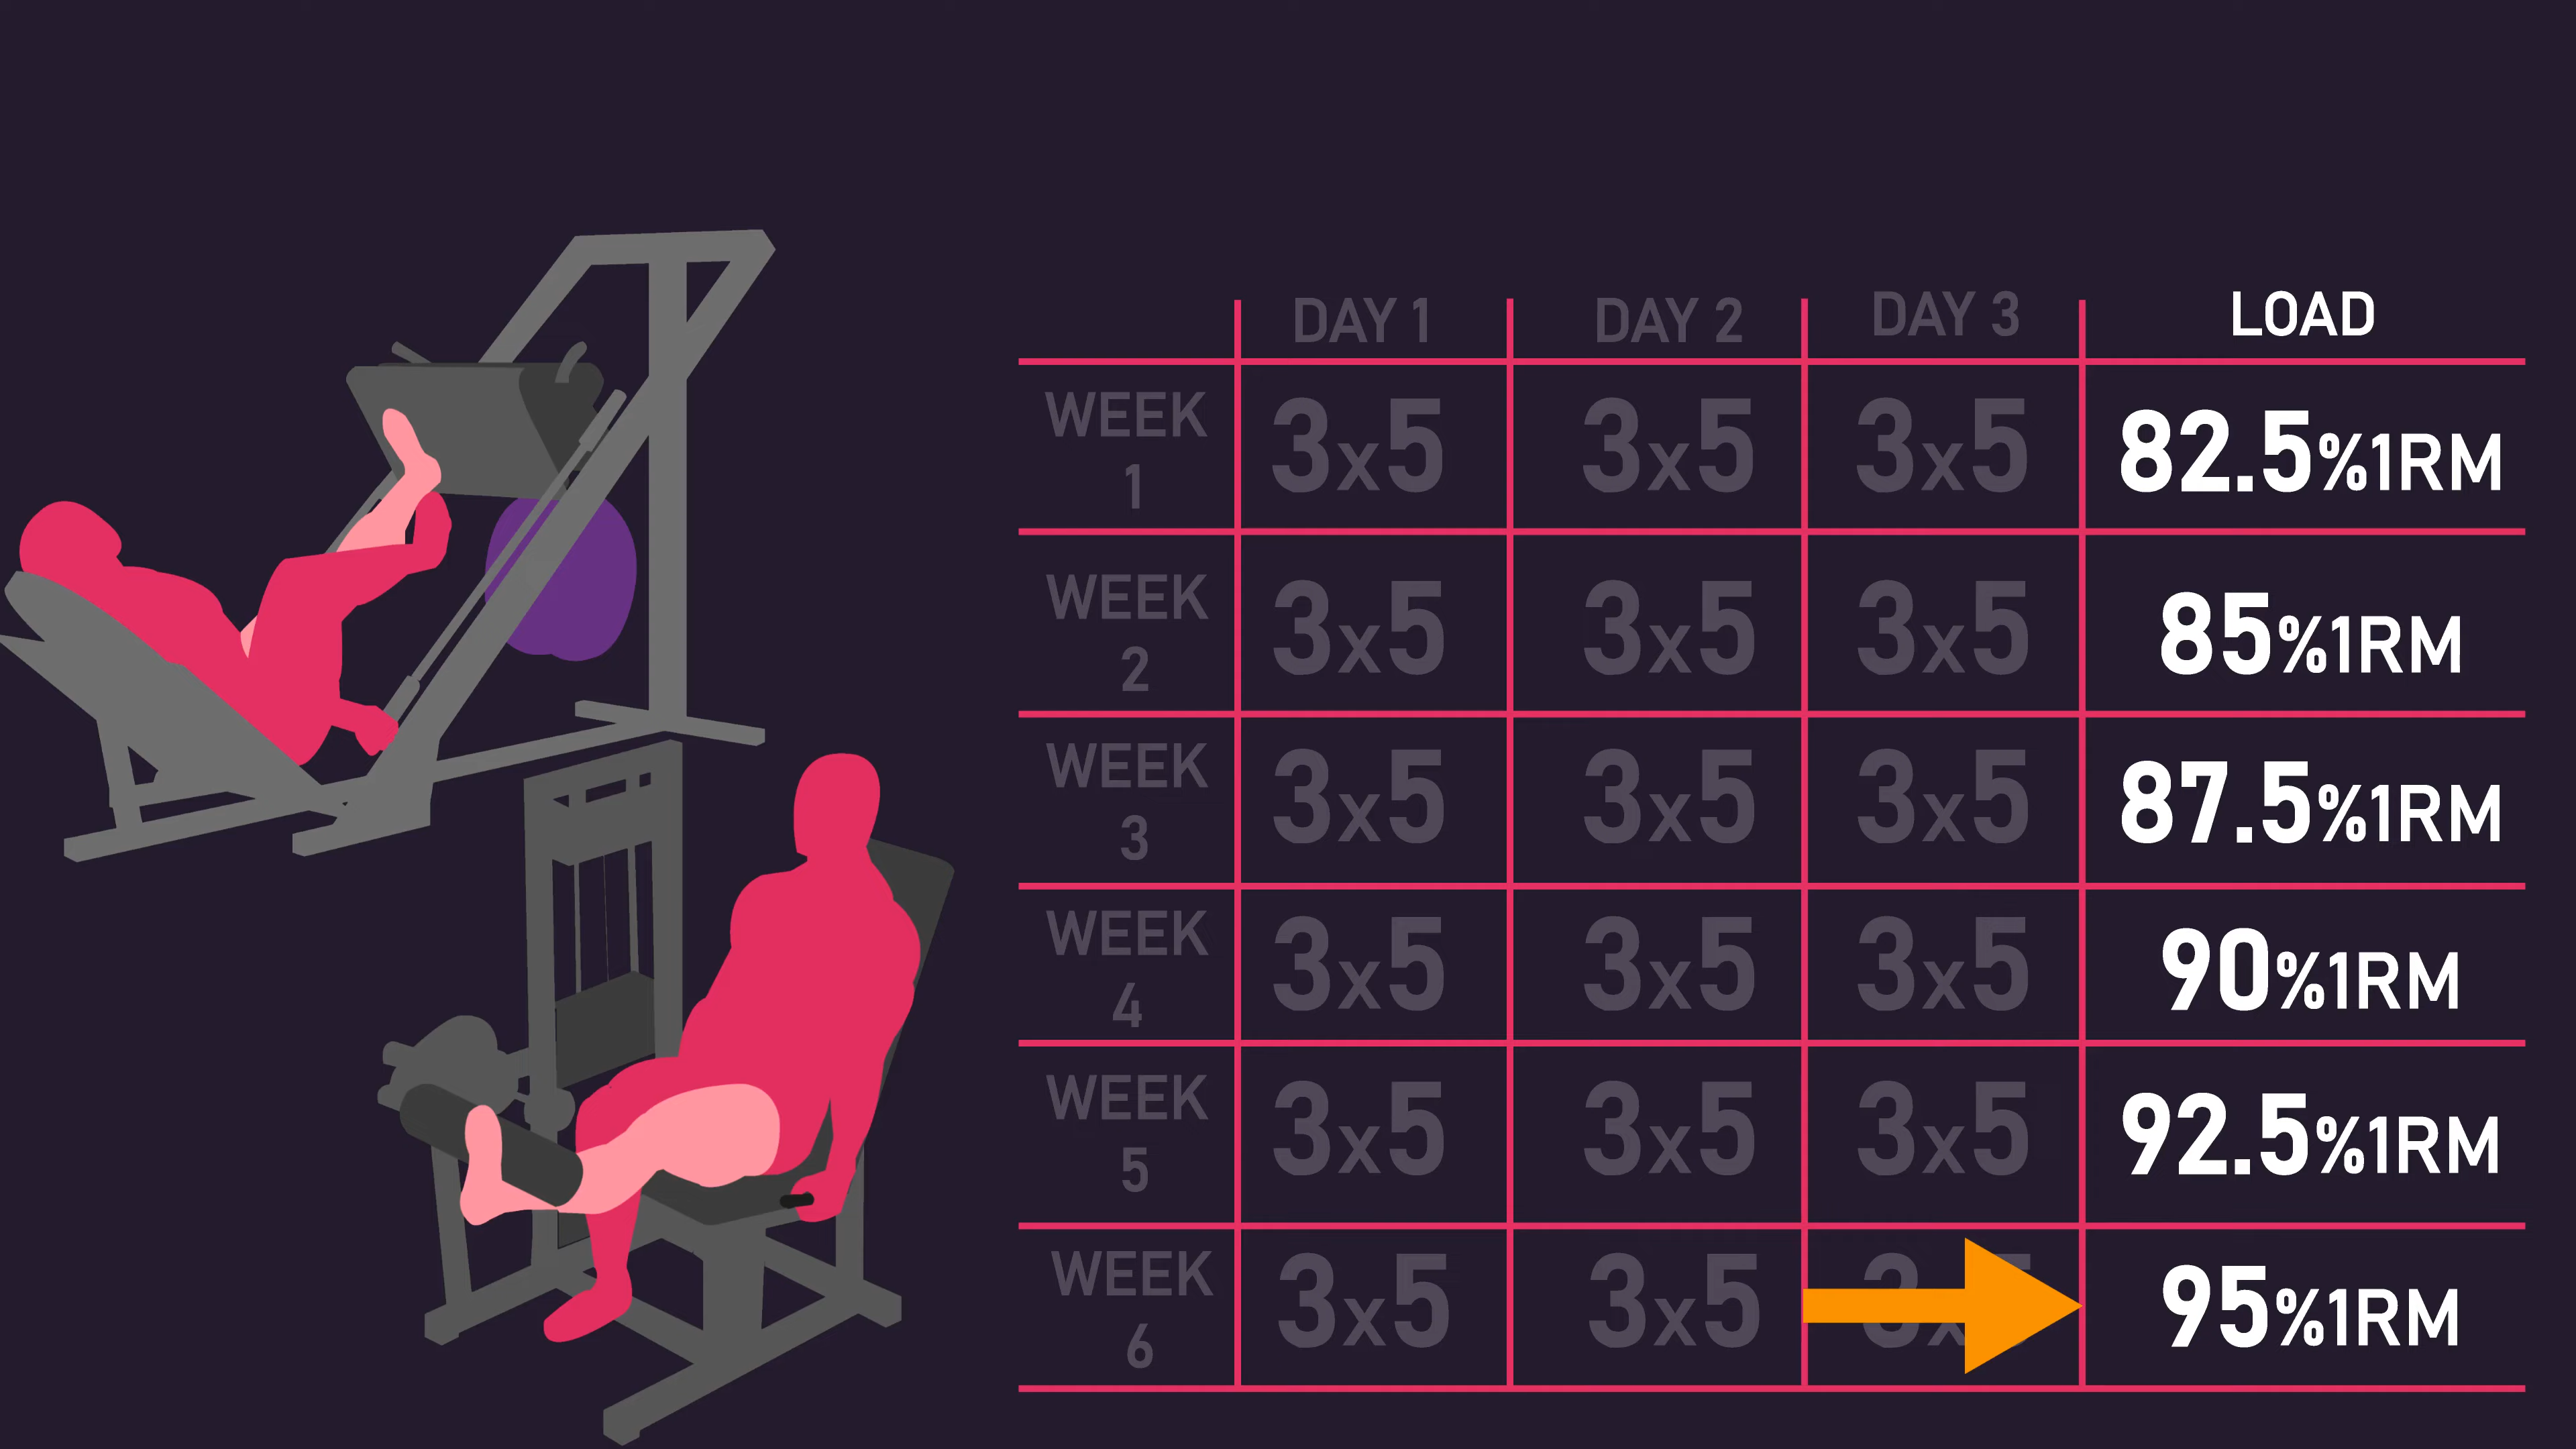 DAY 1 DAY 2 DAY 3 LOAD
WEEK 1 3x5 3x5 3x5 82.5%1RM
WEEK 2 3x5 3x5 3x5 85%1RM
WEEK 3 3x5 3x5 3x5 87.5%1RM
WEEK 4 3x5 3x5 3x5 90%1RM
WEEK 5 3x5 3x5 3x5 92.5%1RM
WEEK 6 3x5 3x5 3x5 95%1RM